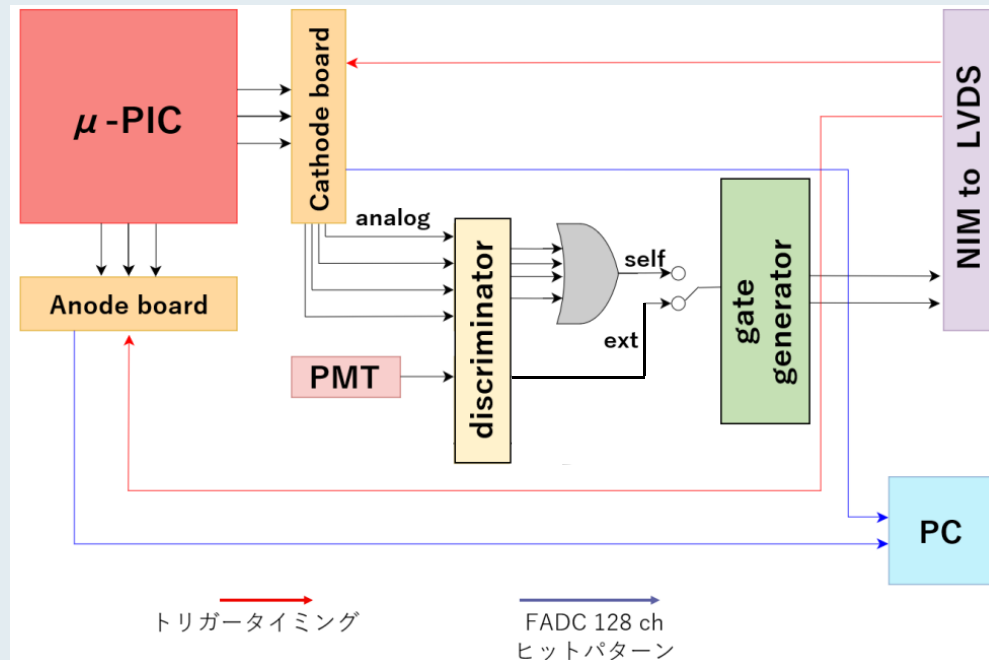 μ-PIC
Cathode board
NIM to LVDS
analog
self
Anode board
ext
PMT
discriminator
gate
generator
PC
トリガータイミング
FADC 128 ch
ヒットパターン